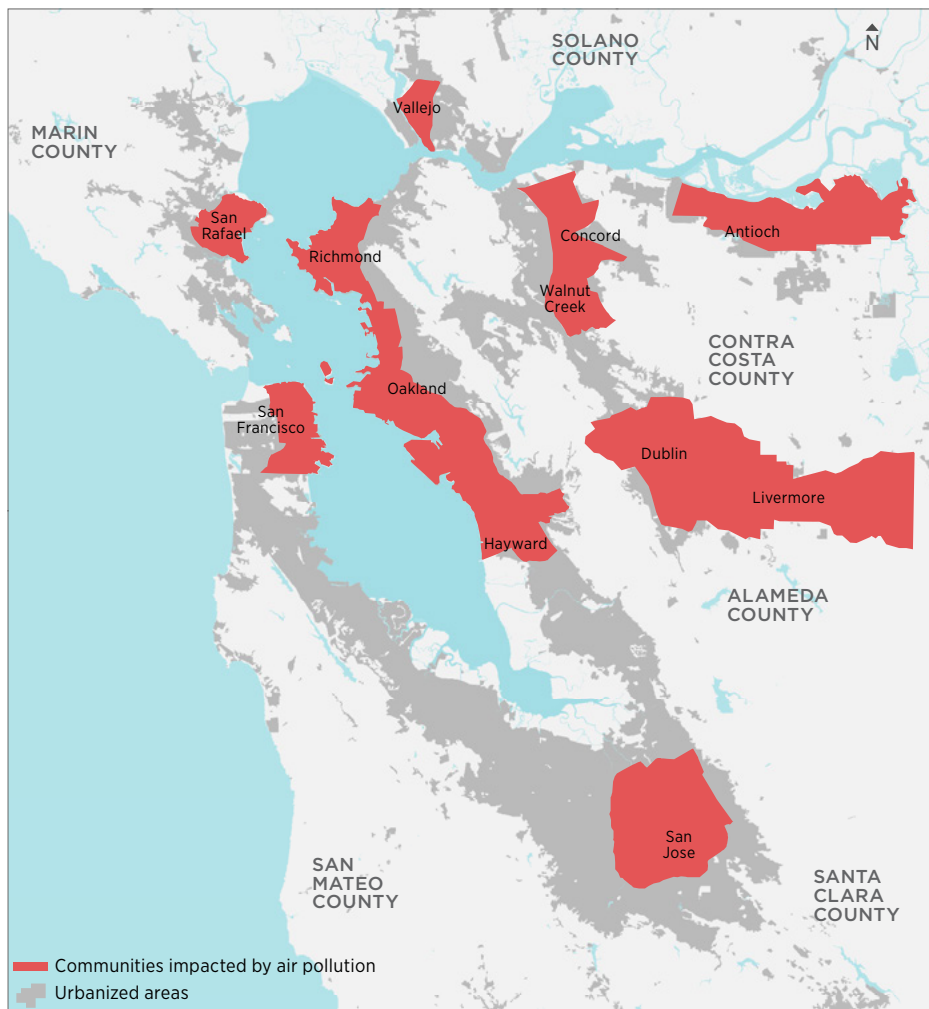 SOLANO
COUNTY
N
Vallejo
MARIN
COUNTY
San
Rafael
Richmond
Concord
Antioch
Walnut
Creek
CONTRA
COSTA
COUNTY
Oakland
San
Francisco
Dublin
Livermore
Hayward
ALAMEDA
COUNTY
San
Jose
SAN
MATEO
COUNTY
SANTA
CLARA
COUNTY
Communities impacted by air pollution
Urbanized areas